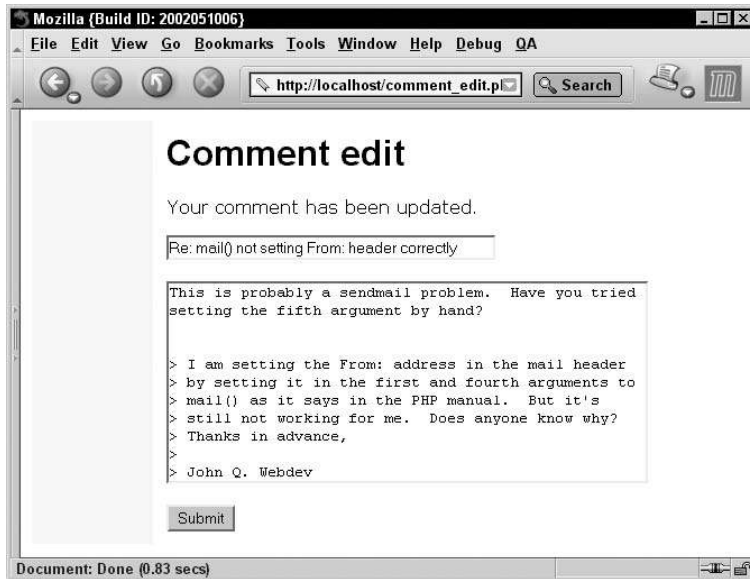 Mozilla {Build ID: 2002051006}
File Edit View Go Bookmarks Tools Window Help Debug QA
http://localhost/comment_edit.pl
Search
Comment edit
Your comment has been updated.
Re: mail() not setting From: header correctly
This is probably a sendmail problem.  Have you tried
setting the fifth argument by hand?
> I am setting the From: address in the mail header
> by setting it in the first and fourth arguments to
> mail() as it says in the PHP manual.  But it's
> still not working for me.  Does anyone know why?
> Thanks in advance,
>
> John Q. Webdev
Submit
Document: Done (0.83 secs)